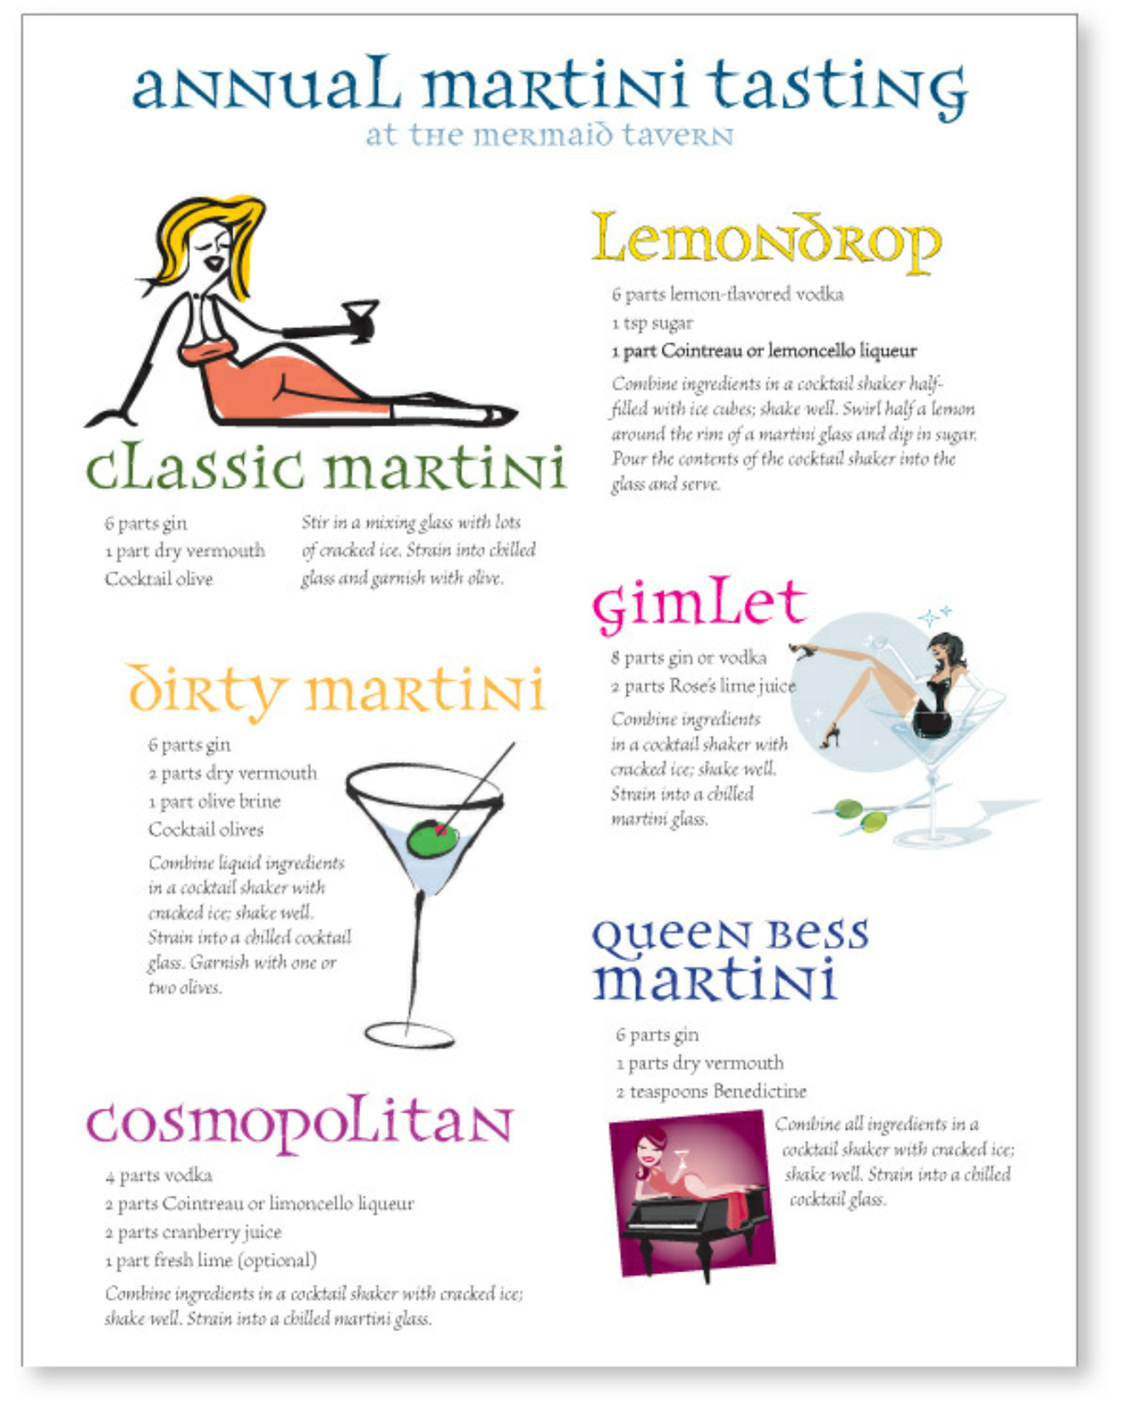 annual martini tasting
at the mermaid tavern
classic martini
6 parts gin
1 part dry vermouth
Cocktail olive
Stir in a mixing glass with lots
of cracked ice. Strain into chilled
glass and garnish with olive.
dirty martini
6 parts gin
2 parts dry vermouth
1 part olive brine
Cocktail olives
Combine liquid ingredients
in a cocktail shaker with
cracked ice; shake well.
Strain into a chilled cocktail
glass. Garnish with one or
two olives.
cosmopolitan
4 parts vodka
2 parts Cointreau or limoncello liqueur
2 parts cranberry juice
1 part fresh lime (optional)
Combine ingredients in a cocktail shaker with cracked ice;
shake well. Strain into a chilled martini glass.
Lemondrop
6 parts lemon-flavored vodka
1 tsp sugar
1 part Cointreau or lemoncello liqueur
Combine ingredients in a cocktail shaker half-
filled with ice cubes; shake well. Swirl half a lemon
around the rim of a martini glass and dip in sugar.
Pour the contents of the cocktail shaker into the
glass and serve.
gimlet
8 parts gin or vodka
2 parts Rose's lime juice
Combine ingredients
in a cocktail shaker with
cracked ice; shake well.
Strain into a chilled
martini glass.
queen bess
martini
6 parts gin
1 parts dry vermouth
2 teaspoons Benedictine
Combine all ingredients in a
cocktail shaker with cracked ice;
shake well. Strain into a chilled
cocktail glass.